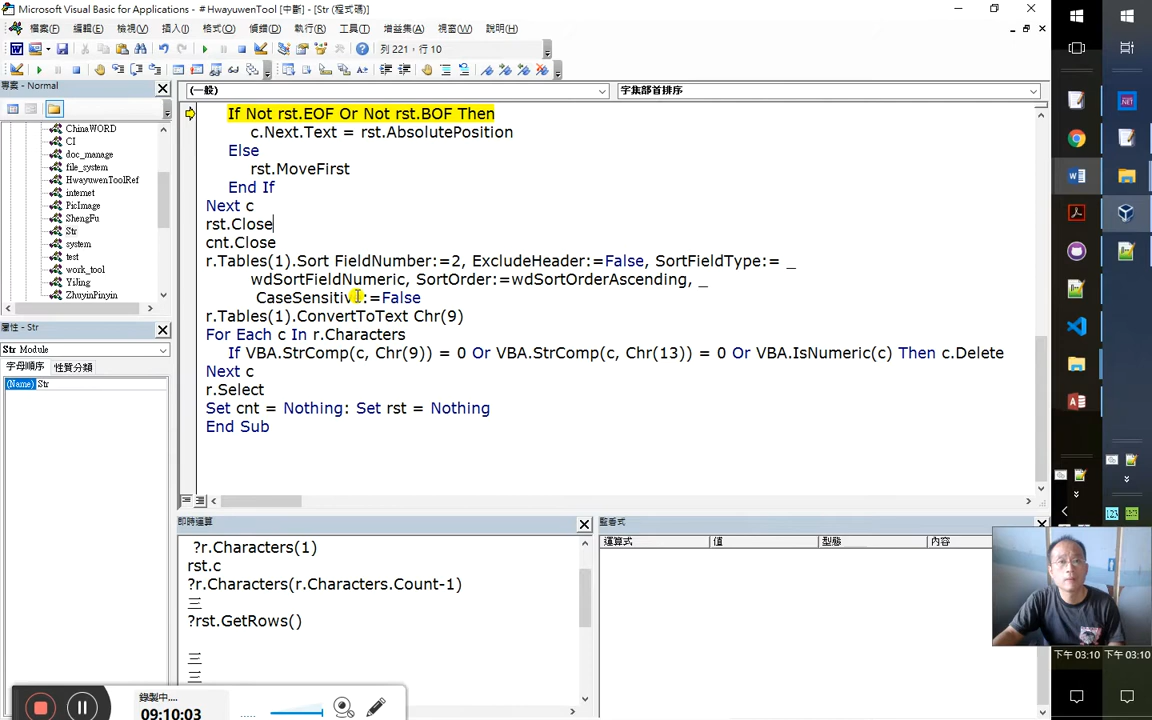 Microsoft Visual Basic for Applications - # HwayuwenTool [中斷] - [Str (程式碼)]
檔案(F) 編輯(E) 檢視(V) 插入(I) 格式(O) 偵錯(D) 執行(R) 工具(T) 增益集(A) 視窗(W) 說明(H)
列 221，行 10
專案 - Normal
ChinaWORD
CI
doc_manage
file_system
HwayuwenToolRef
internet
PicImage
ShengFu
Str
system
test
work_tool
YiJing
ZhuyinPinyin
屬性 - Str
Str Module
字母順序 性質分類
(Name) Str
(一般) 字集部首排序
If Not rst.EOF Or Not rst.BOF Then
c.Next.Text = rst.AbsolutePosition
Else
rst.MoveFirst
End If
Next c
rst.Close
cnt.Close
r.Tables(1).Sort FieldNumber:=2, ExcludeHeader:=False, SortFieldType:= _
wdSortFieldNumeric, SortOrder:=wdSortOrderAscending, _
CaseSensitive:=False
r.Tables(1).ConvertToText Chr(9)
For Each c In r.Characters
If VBA.StrComp(c, Chr(9)) = 0 Or VBA.StrComp(c, Chr(13)) = 0 Or VBA.IsNumeric(c) Then c.Delete
Next c
r.Select
Set cnt = Nothing: Set rst = Nothing
End Sub
即時運算
?r.Characters(1)
rst.c
?r.Characters(r.Characters.Count-1)
三
?rst.GetRows()
三
三
監看式
運算式 值 型態 內容
錄製中....
09:10:03
下午 03:10 下午 03:10